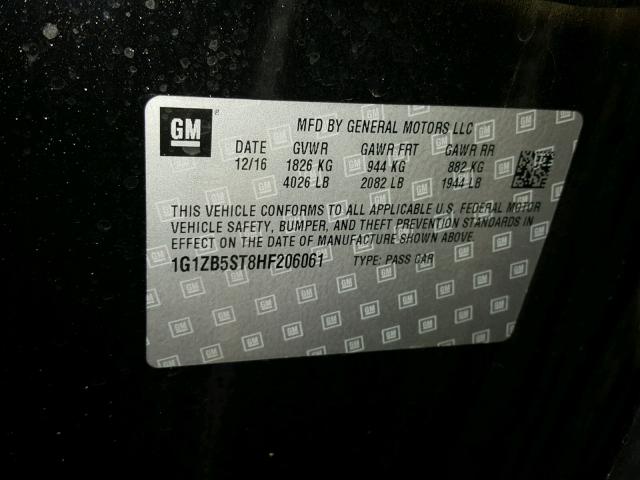 GM ® MFD BY GENERAL MOTORS LLC
DATE GVWR GAWR FRT GAWR RR
12/16 1826 KG 944 KG 882 KG
4026 LB 2082 LB 1944 LB
THIS VEHICLE CONFORMS TO ALL APPLICABLE U.S. FEDERAL MOTOR
VEHICLE SAFETY, BUMPER, AND THEFT PREVENTION STANDARDS IN
EFFECT ON THE DATE OF MANUFACTURE SHOWN ABOVE.
1G1ZB5ST8HF206061 TYPE: PASS CAR